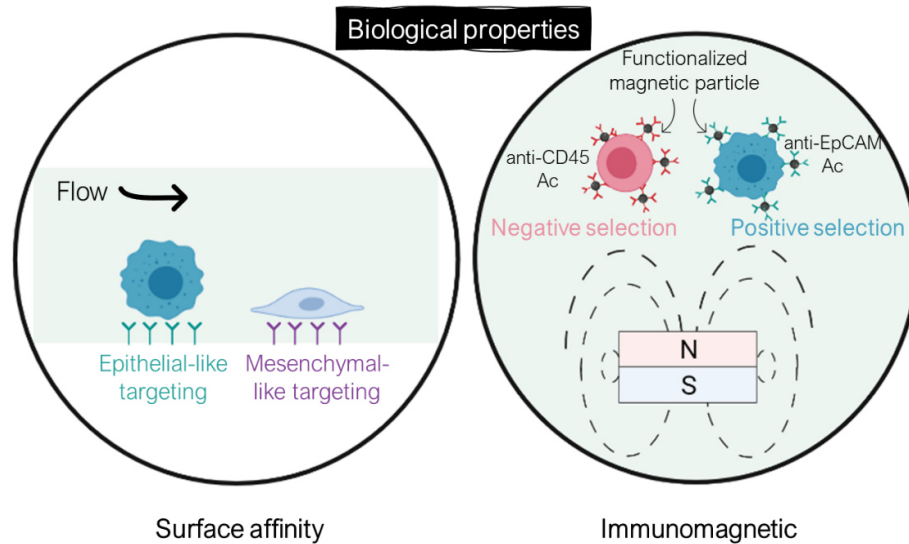 Biological properties
Flow
Epithelial-like
targeting
Mesenchymal-
like targeting
Surface affinity
Functionalized
magnetic particle
anti-CD45
Ac
anti-EpCAM
Ac
Negative selection
Positive selection
N
S
Immunomagnetic